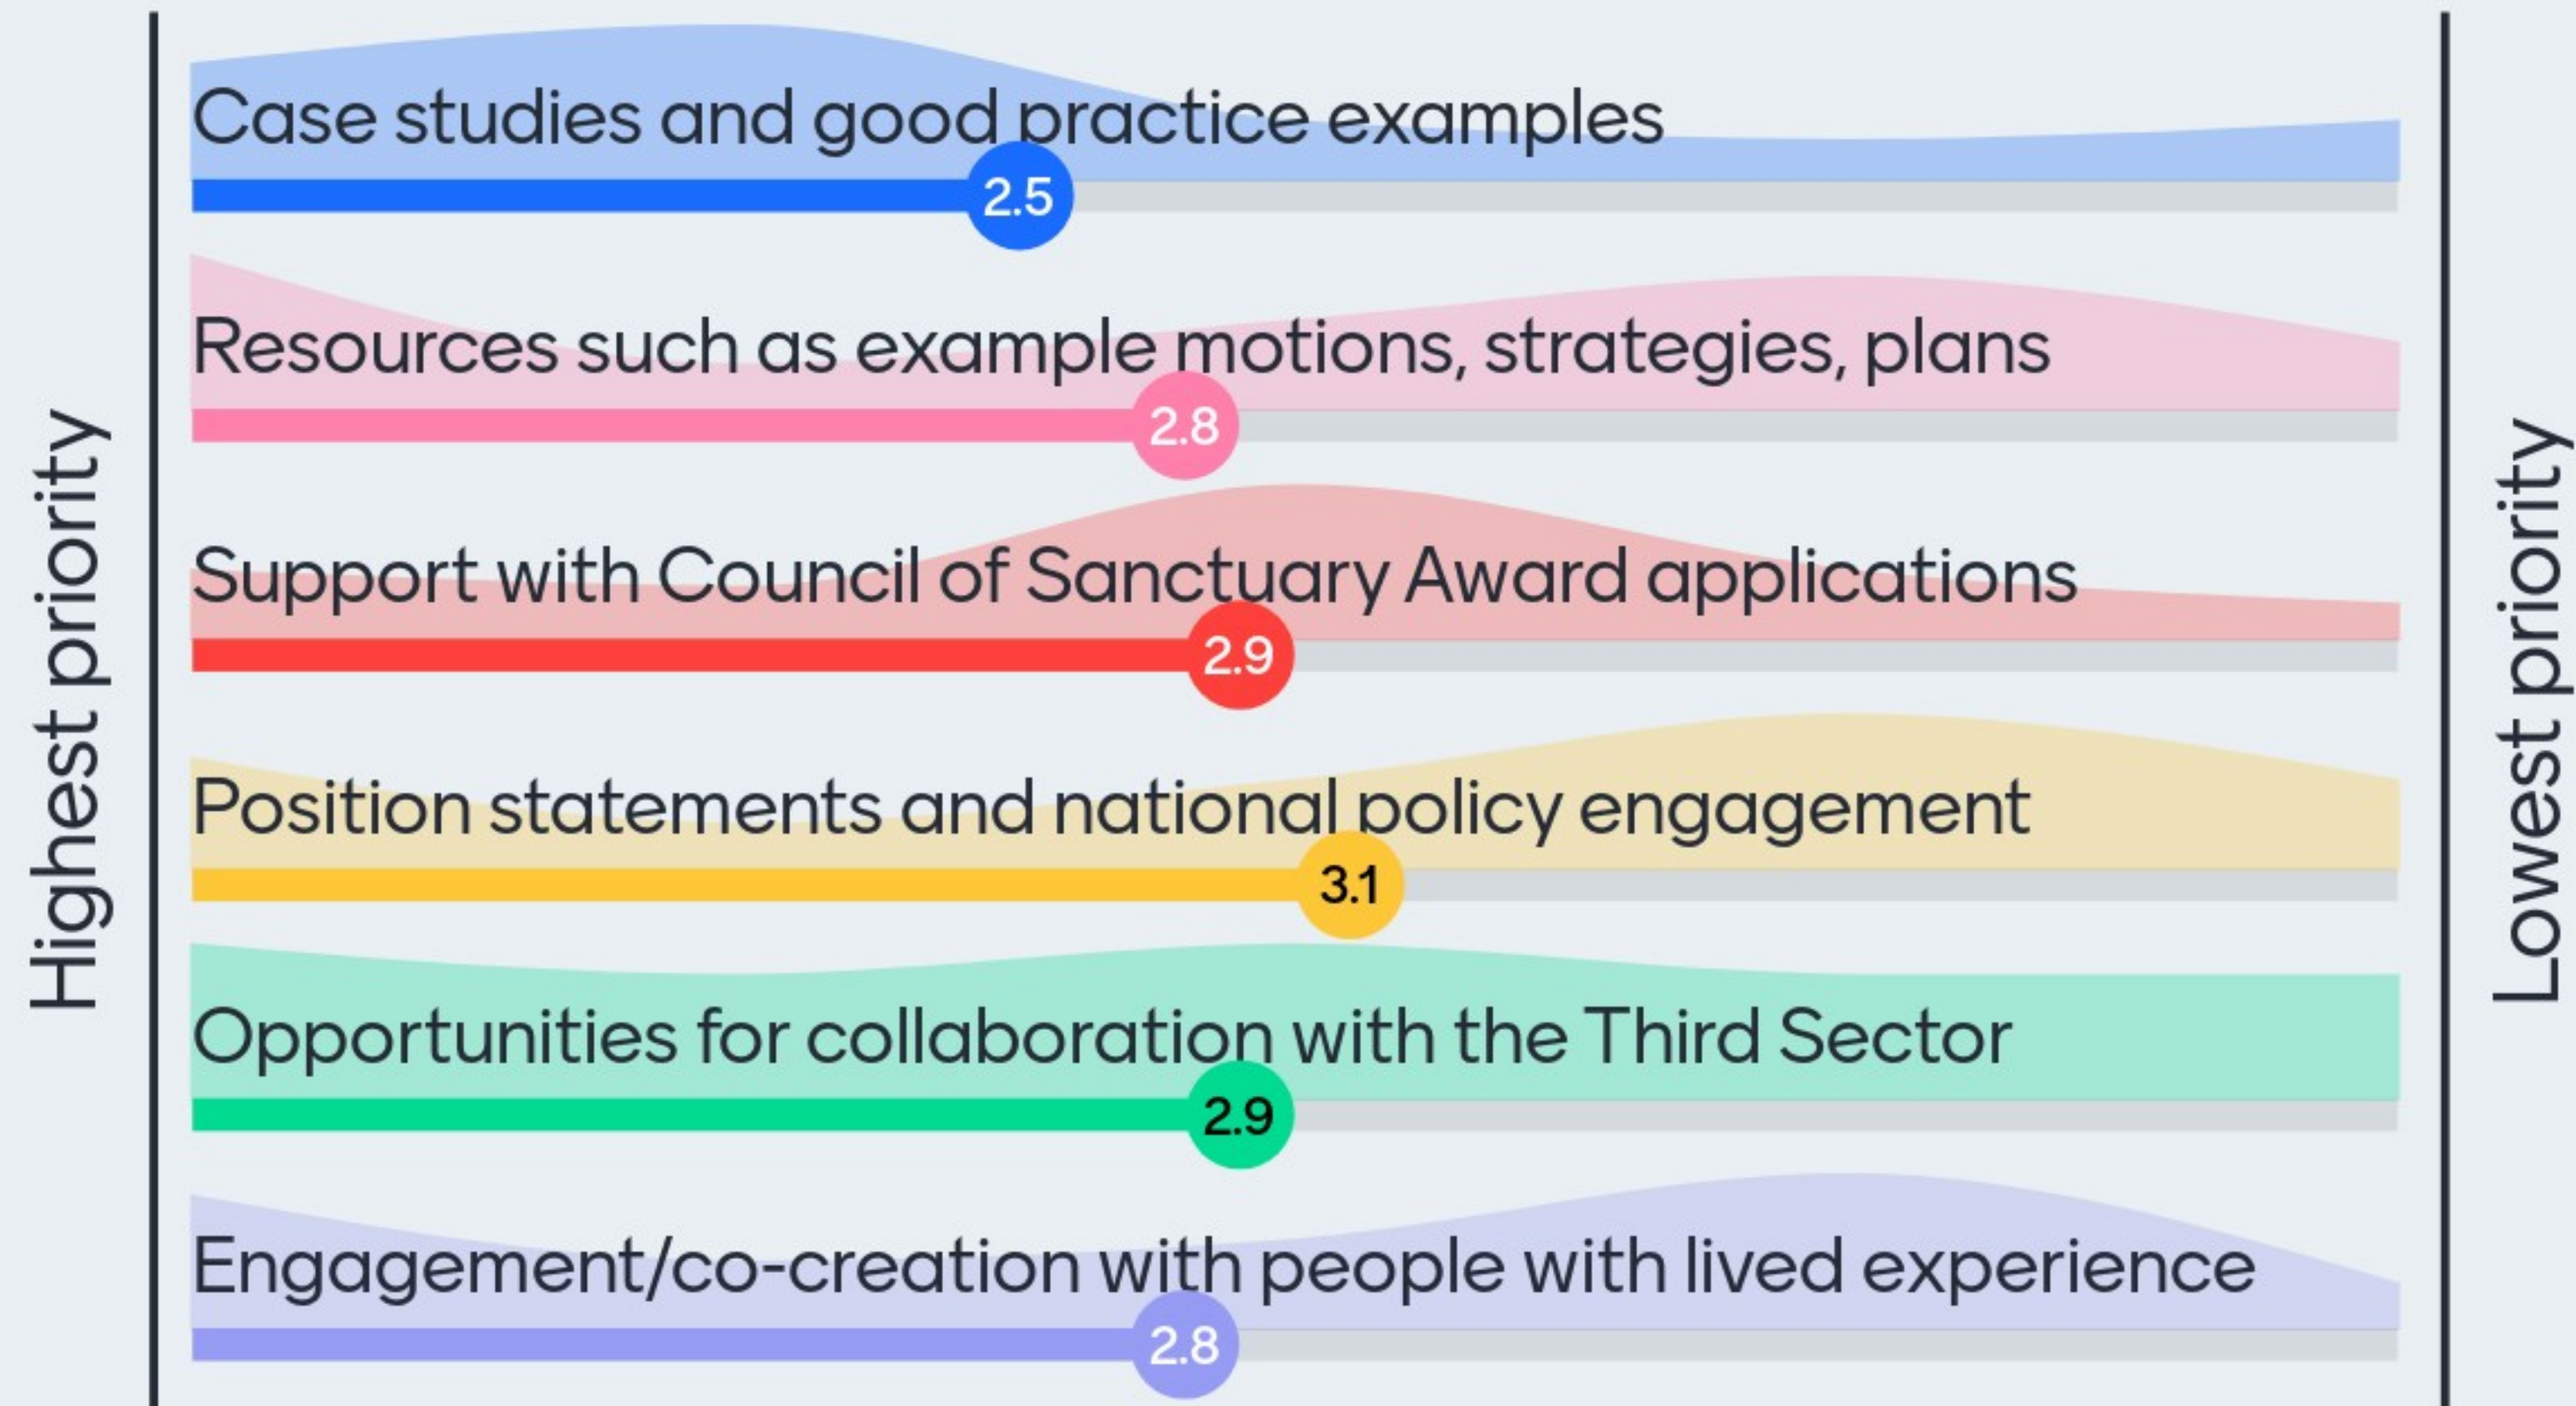 Highest priority
Case studies and good practice examples
2.5
Resources such as example motions, strategies, plans
2.8
Support with Council of Sanctuary Award applications
2.9
Position statements and national policy engagement
3.1
Opportunities for collaboration with the Third Sector
2.9
Engagement/co-creation with people with lived experience
2.8
Lowest priority